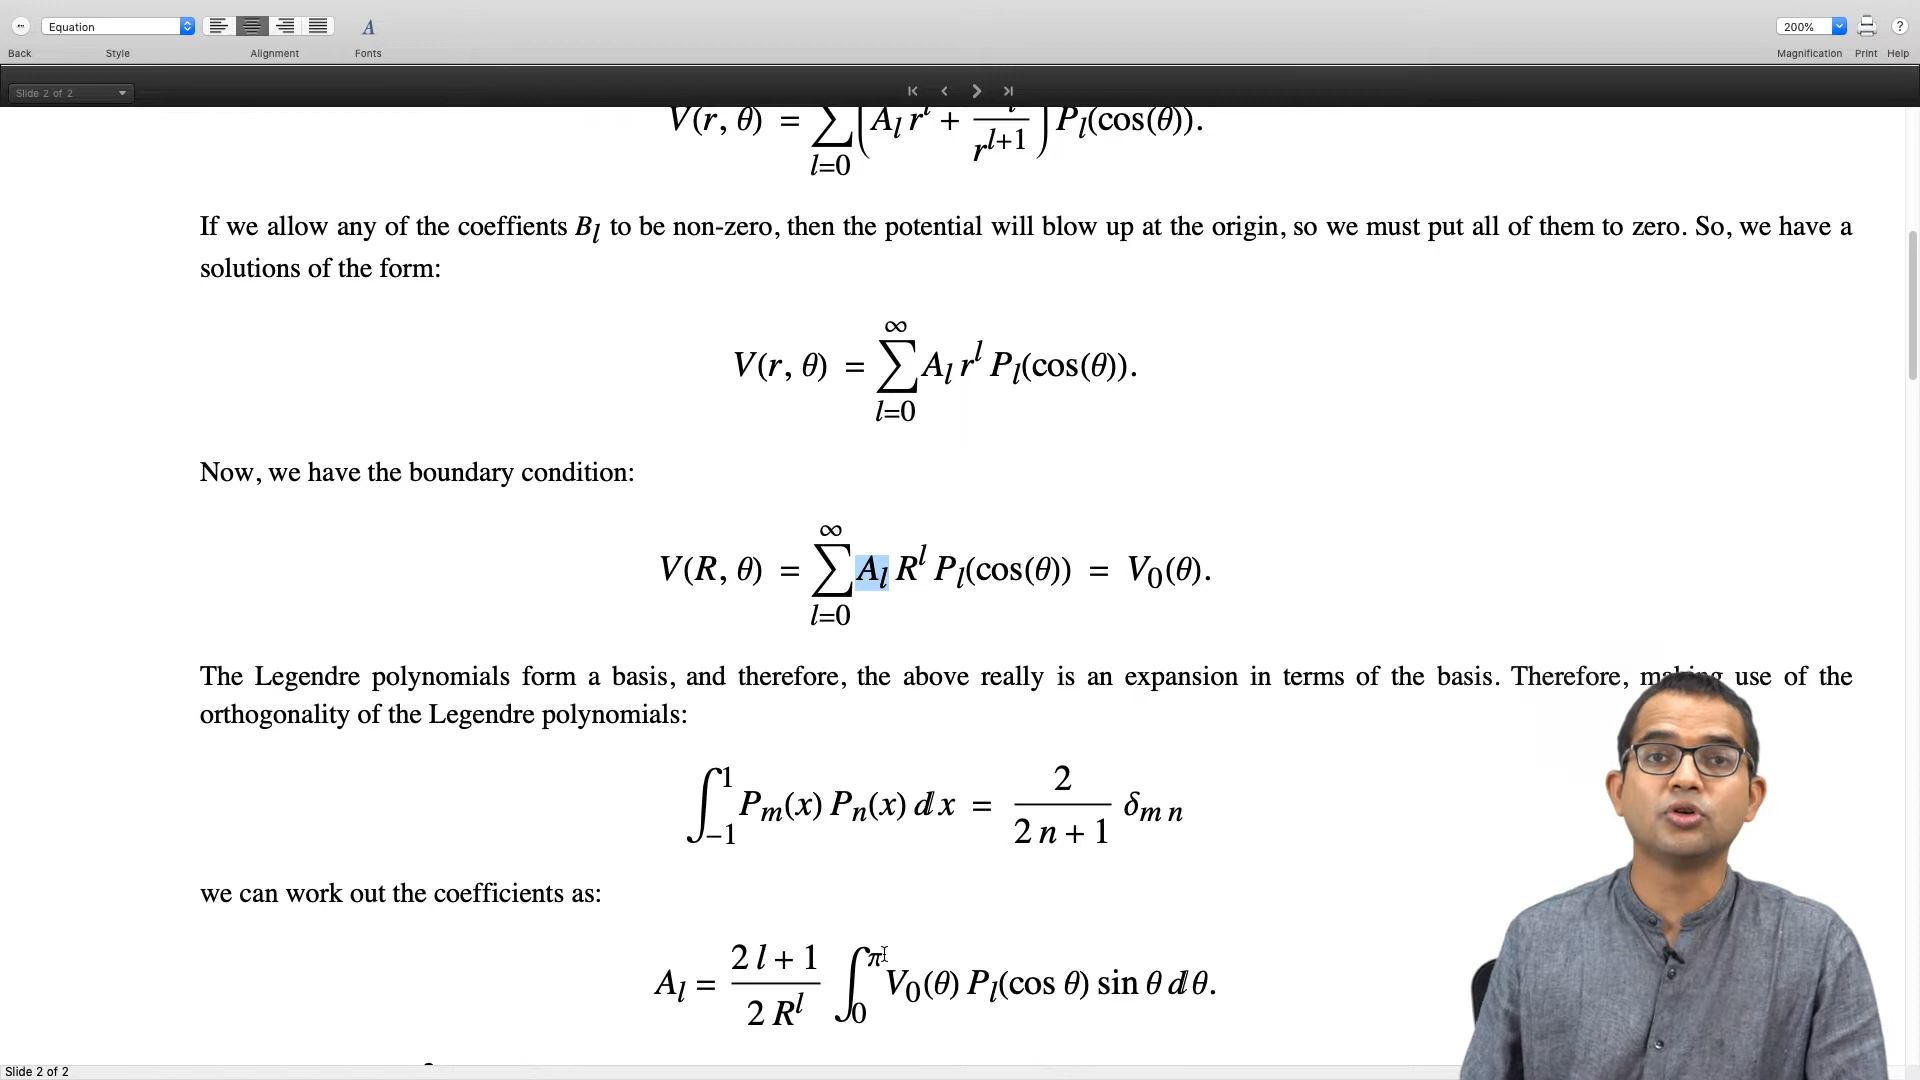 Equation
200%
Back
Style
Alignment
Fonts
Magnification
Print
Help
Slide 2 of 2
V(r, θ) = ∑ l=0 (A_l r^l + / r^{l+1}) P_l(cos(θ)).
If we allow any of the coeffients B_l to be non-zero, then the potential will blow up at the origin, so we must put all of them to zero. So, we have a
solutions of the form:
V(r, θ) = ∑_{l=0}^{∞} A_l r^l P_l(cos(θ)).
Now, we have the boundary condition:
V(R, θ) = ∑_{l=0}^{∞} A_l R^l P_l(cos(θ)) = V_0(θ).
The Legendre polynomials form a basis, and therefore, the above really is an expansion in terms of the basis. Therefore, making use of the
orthogonality of the Legendre polynomials:
∫_{-1}^{1} P_m(x) P_n(x) ⅆx = 2/(2 n + 1) δ_{m n}
we can work out the coefficients as:
A_l = (2 l + 1)/(2 R^l) ∫_0^π V_0(θ) P_l(cos θ) sin θ ⅆθ.
Slide 2 of 2